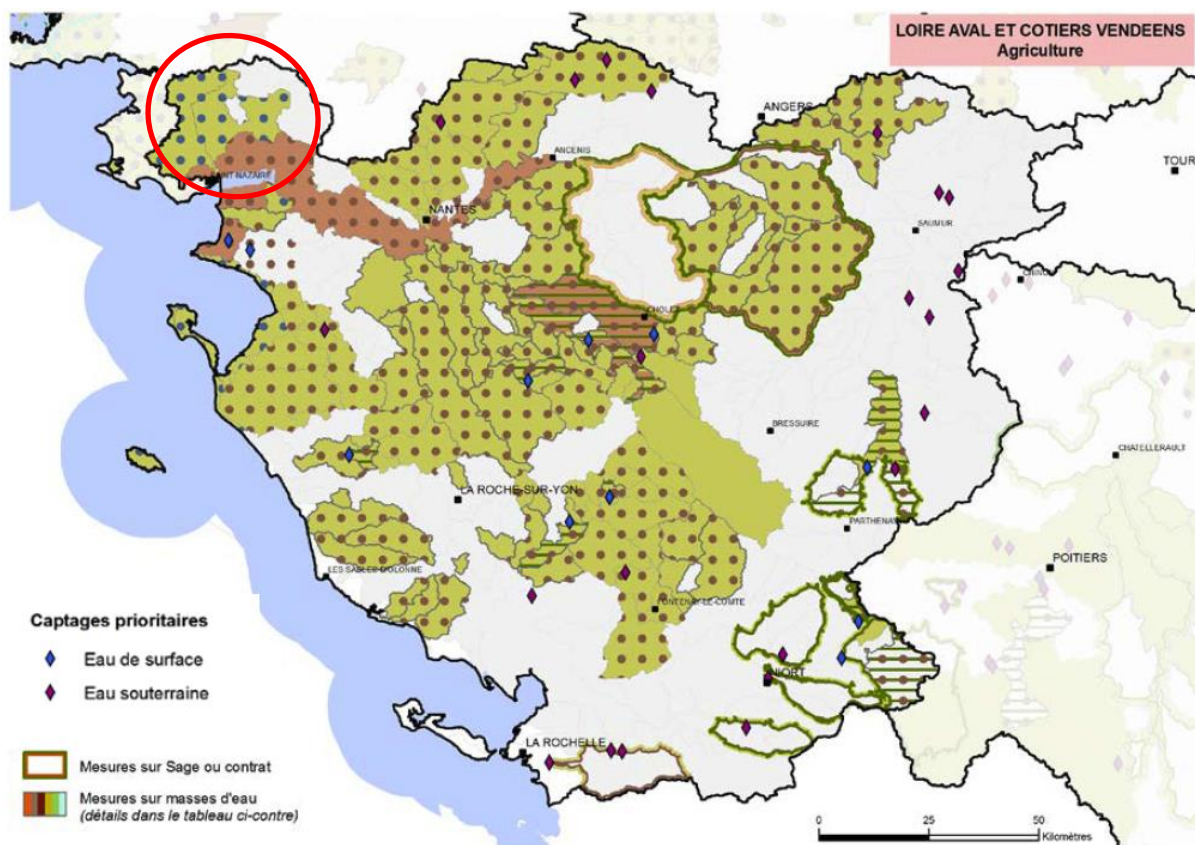 LOIRE AVAL ET COTIERS VENDEENS
Agriculture
ANGERS
TOUR
ANCENIS
SAINT NAZAIRE
NANTES
SAUMUR
CHINON
CHOLET
BRESSUIRE
CHATELLERAULT
LA ROCHE-SUR-YON
PARTHENAY
POITIERS
LES SABLES-D'OLONNE
FONTENAY-LE-COMTE
Captages prioritaires
Eau de surface
Eau souterraine
NIORT
LA ROCHELLE
Mesures sur Sage ou contrat
Mesures sur masses d'eau
(détails dans le tableau ci-contre)
0 25 50
Kilomètres